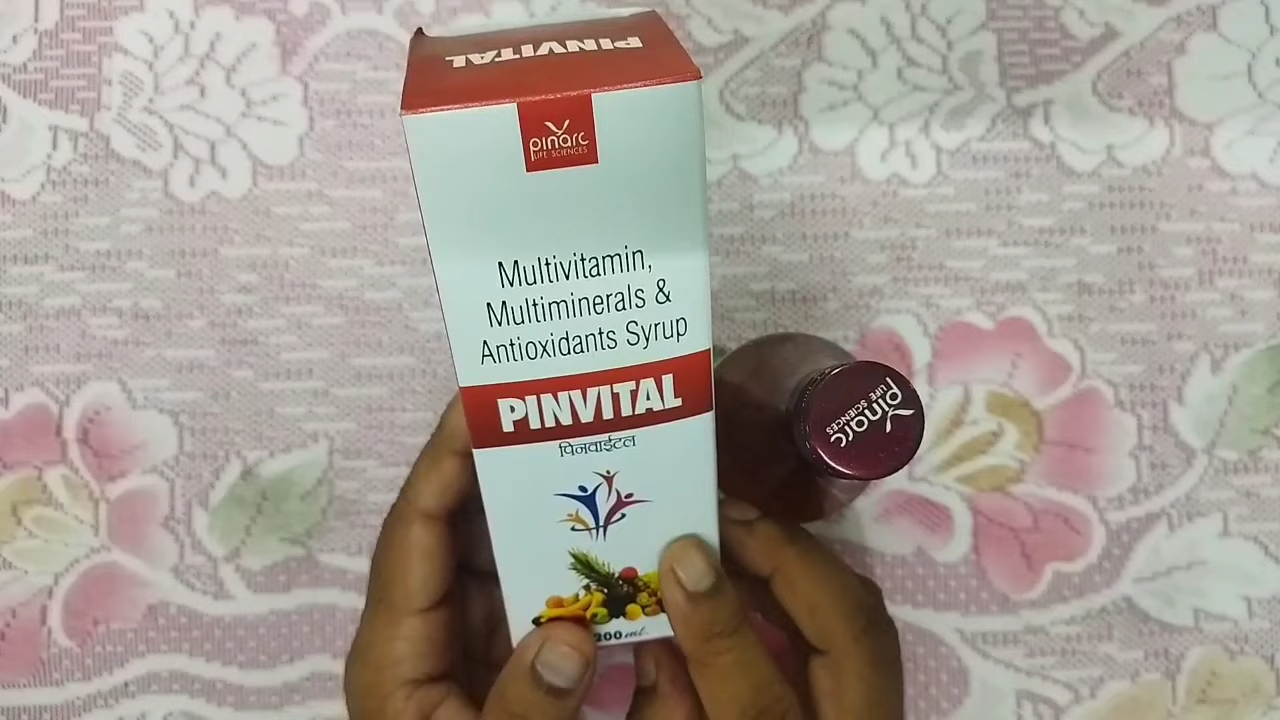 PINVITAL
pinarc
LIFE SCIENCES
Multivitamin,
Multiminerals &
Antioxidants Syrup
PINVITAL
पिनवाईटल
200 ml.
pinarc
LIFE SCIENCES